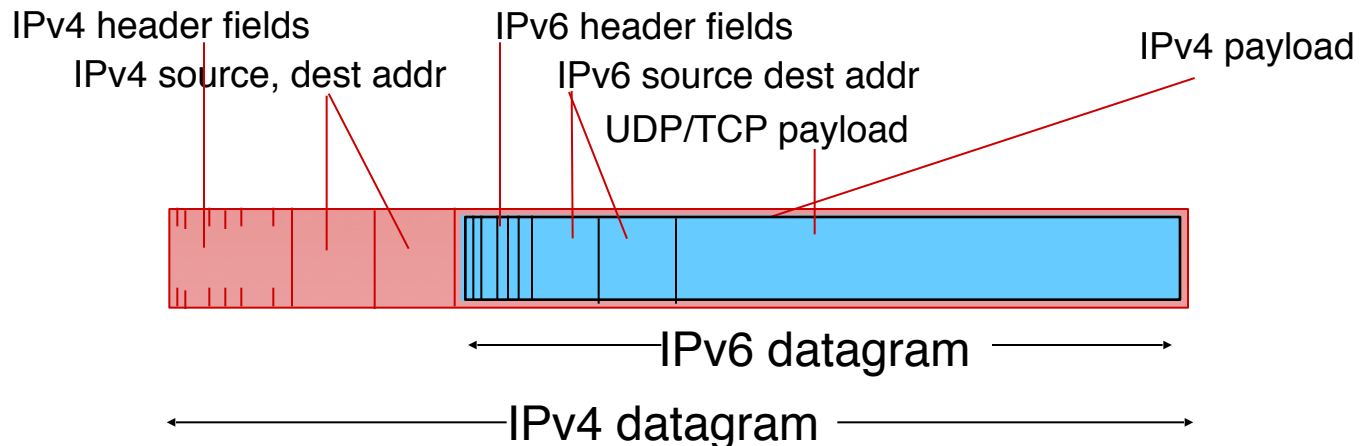 IPv4 header fields
IPv6 header fields
IPv4 payload
IPv4 source, dest addr
IPv6 source dest addr
UDP/TCP payload
IPv6 datagram
IPv4 datagram